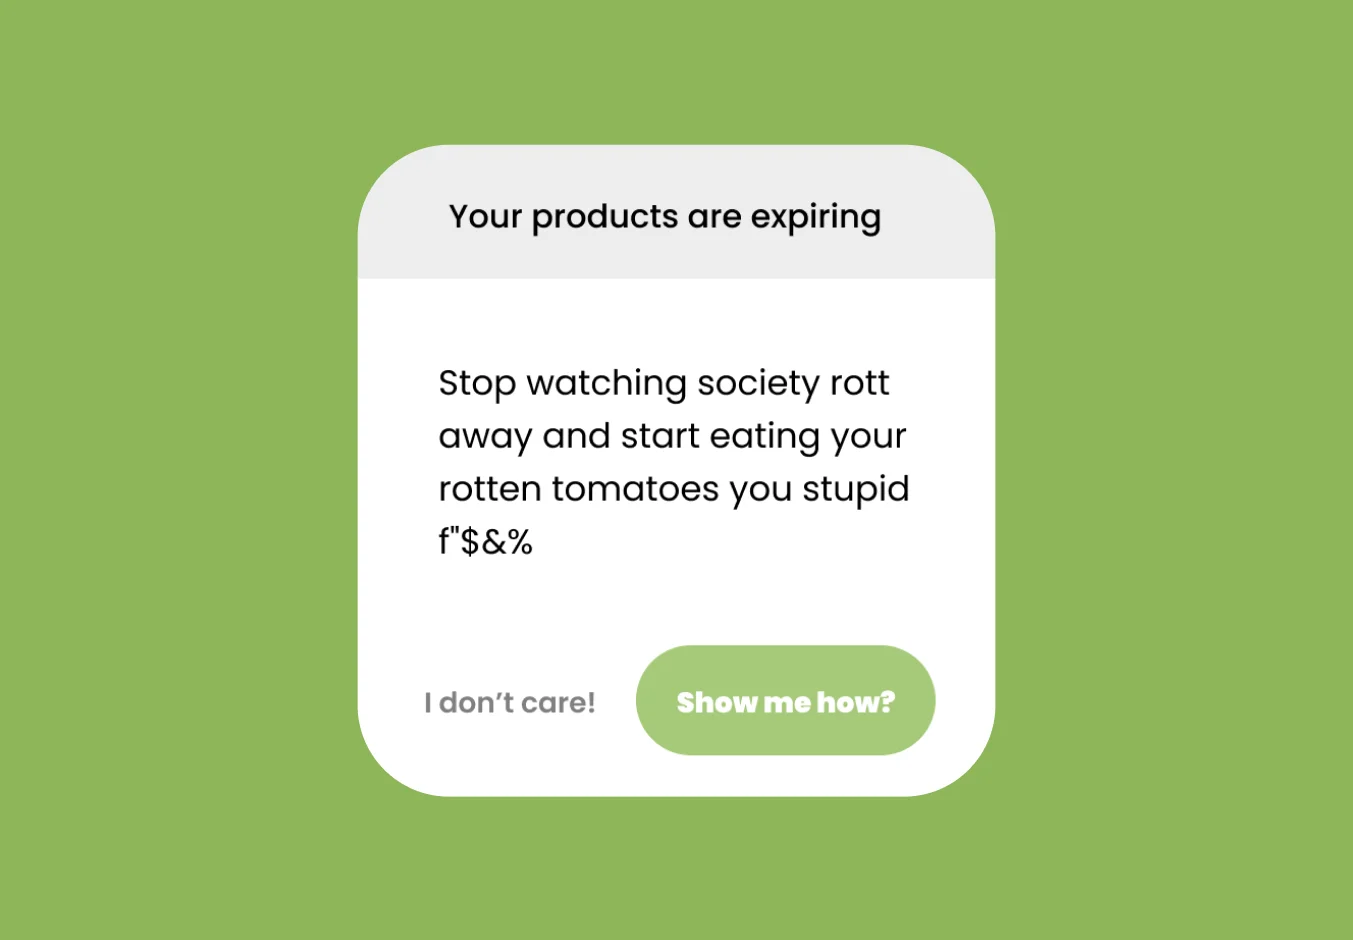 Your products are expiring
Stop watching society rott
away and start eating your
rotten tomatoes you stupid
f"$&%
I don’t care!
Show me how?